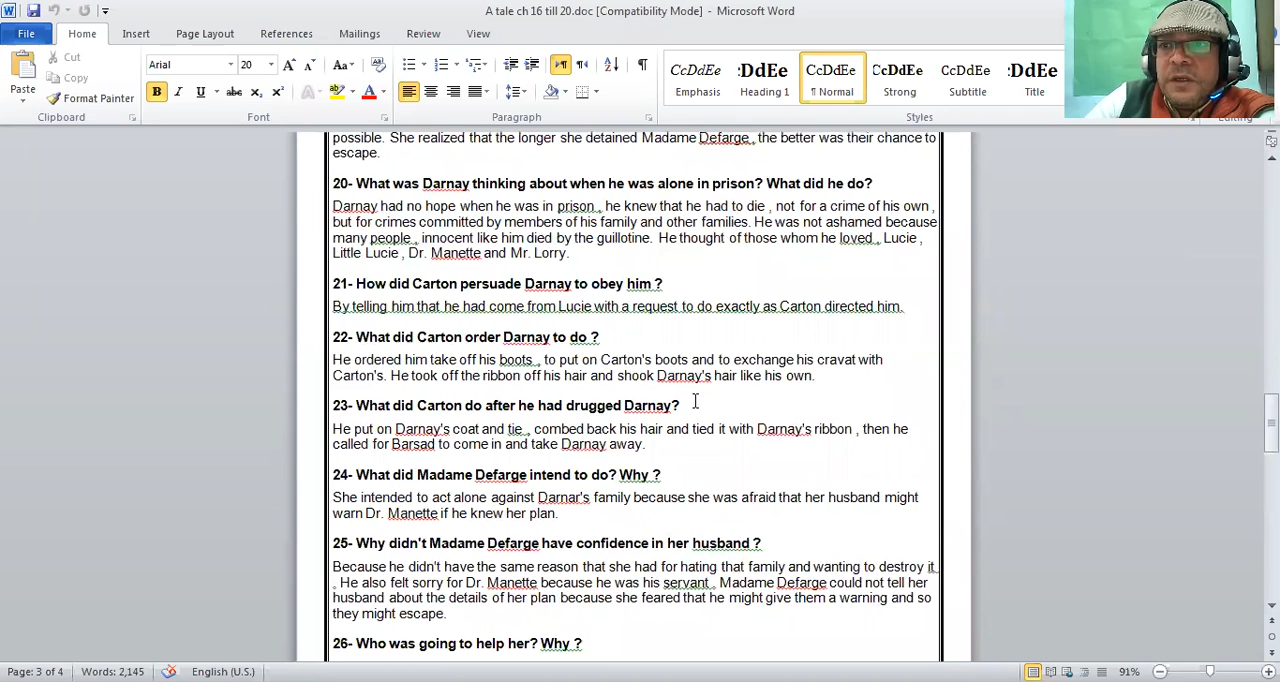 A tale ch 16 till 20.doc [Compatibility Mode] - Microsoft Word
File Home Insert Page Layout References Mailings Review View
Paste
Cut
Copy
Format Painter
Clipboard
Arial 20
Font
Paragraph
CcDdEe :DdEe CcDdEe CcDdEe CcDdEe :DdEe
Emphasis Heading 1 ¶ Normal Strong Subtitle Title
Styles
possible. She realized that the longer she detained Madame Defarge , the better was their chance to
escape.
20- What was Darnay thinking about when he was alone in prison? What did he do?
Darnay had no hope when he was in prison , he knew that he had to die , not for a crime of his own ,
but for crimes committed by members of his family and other families. He was not ashamed because
many people , innocent like him died by the guillotine. He thought of those whom he loved , Lucie ,
Little Lucie , Dr. Manette and Mr. Lorry.
21- How did Carton persuade Darnay to obey him ?
By telling him that he had come from Lucie with a request to do exactly as Carton directed him.
22- What did Carton order Darnay to do ?
He ordered him take off his boots , to put on Carton's boots and to exchange his cravat with
Carton's. He took off the ribbon off his hair and shook Darnay's hair like his own.
23- What did Carton do after he had drugged Darnay?
He put on Darnay's coat and tie , combed back his hair and tied it with Darnay's ribbon , then he
called for Barsad to come in and take Darnay away.
24- What did Madame Defarge intend to do? Why ?
She intended to act alone against Darnar's family because she was afraid that her husband might
warn Dr. Manette if he knew her plan.
25- Why didn't Madame Defarge have confidence in her husband ?
Because he didn't have the same reason that she had for hating that family and wanting to destroy it
. He also felt sorry for Dr. Manette because he was his servant , Madame Defarge could not tell her
husband about the details of her plan because she feared that he might give them a warning and so
they might escape.
26- Who was going to help her? Why ?
Page: 3 of 4 Words: 2,145 English (U.S.) 91%